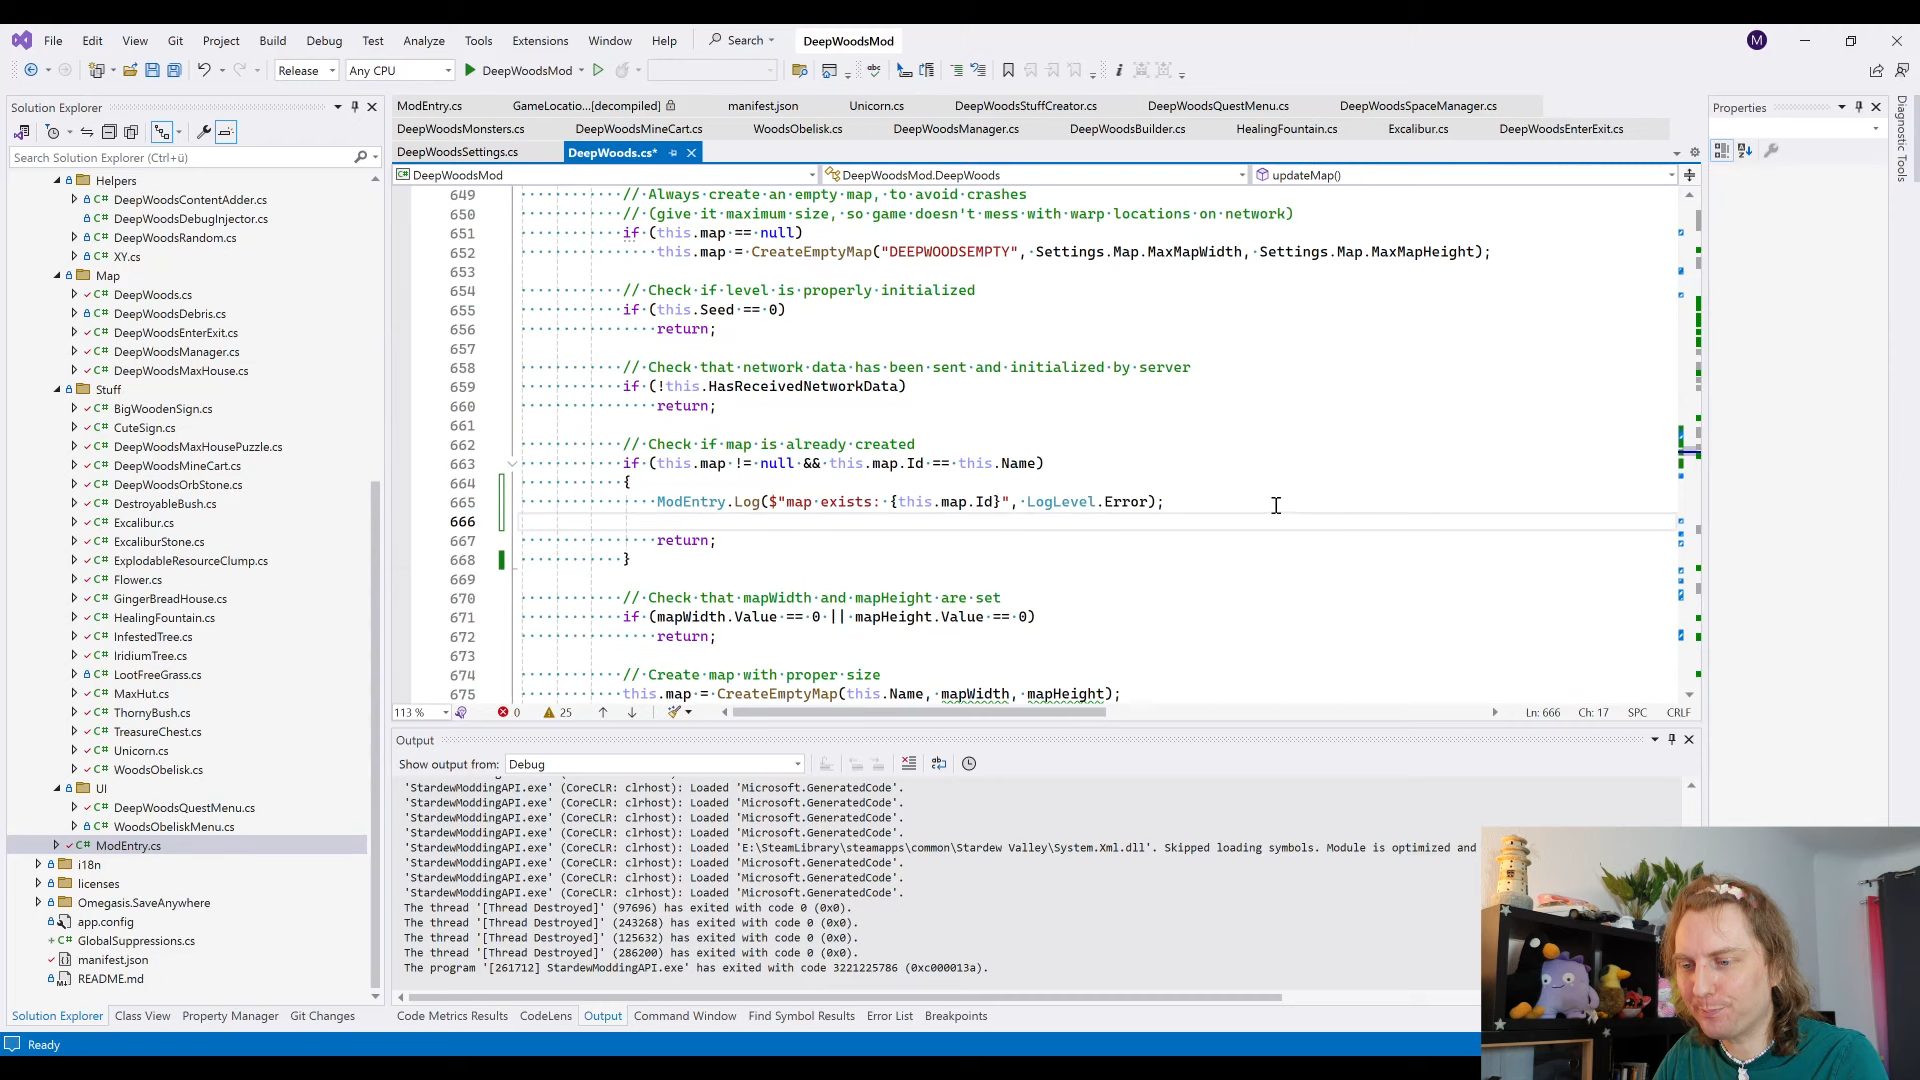 File Edit View Git Project Build Debug Test Analyze Tools Extensions Window Help Search DeepWoodsMod M
Release Any CPU DeepWoodsMod
Solution Explorer
Search Solution Explorer (Ctrl+ü)
Helpers
DeepWoodsContentAdder.cs
DeepWoodsDebugInjector.cs
DeepWoodsRandom.cs
XY.cs
Map
DeepWoods.cs
DeepWoodsDebris.cs
DeepWoodsEnterExit.cs
DeepWoodsManager.cs
DeepWoodsMaxHouse.cs
Stuff
BigWoodenSign.cs
CuteSign.cs
DeepWoodsMaxHousePuzzle.cs
DeepWoodsMineCart.cs
DeepWoodsOrbStone.cs
DestroyableBush.cs
Excalibur.cs
ExcaliburStone.cs
ExplodableResourceClump.cs
Flower.cs
GingerBreadHouse.cs
HealingFountain.cs
InfestedTree.cs
IridiumTree.cs
LootFreeGrass.cs
MaxHut.cs
ThornyBush.cs
TreasureChest.cs
Unicorn.cs
WoodsObelisk.cs
UI
DeepWoodsQuestMenu.cs
WoodsObeliskMenu.cs
ModEntry.cs
i18n
licenses
Omegasis.SaveAnywhere
app.config
GlobalSuppressions.cs
manifest.json
README.md
Solution Explorer Class View Property Manager Git Changes
ModEntry.cs GameLocatio...[decompiled] manifest.json Unicorn.cs DeepWoodsStuffCreator.cs DeepWoodsQuestMenu.cs DeepWoodsSpaceManager.cs
DeepWoodsMonsters.cs DeepWoodsMineCart.cs WoodsObelisk.cs DeepWoodsManager.cs DeepWoodsBuilder.cs HealingFountain.cs Excalibur.cs DeepWoodsEnterExit.cs
DeepWoodsSettings.cs DeepWoods.cs*
DeepWoodsMod DeepWoodsMod.DeepWoods updateMap()
649 // Always create an empty map, to avoid crashes
650 // (give it maximum size, so game doesn't mess with warp locations on network)
651 if (this.map == null)
652 this.map = CreateEmptyMap("DEEPWOODSEMPTY", Settings.Map.MaxMapWidth, Settings.Map.MaxMapHeight);
653
654 // Check if level is properly initialized
655 if (this.Seed == 0)
656 return;
657
658 // Check that network data has been sent and initialized by server
659 if (!this.HasReceivedNetworkData)
660 return;
661
662 // Check if map is already created
663 if (this.map != null && this.map.Id == this.Name)
664 {
665 ModEntry.Log($"map exists: {this.map.Id}", LogLevel.Error);
666
667 return;
668 }
669
670 // Check that mapWidth and mapHeight are set
671 if (mapWidth.Value == 0 || mapHeight.Value == 0)
672 return;
673
674 // Create map with proper size
675 this.map = CreateEmptyMap(this.Name, mapWidth, mapHeight);
113 % 0 25 Ln: 666 Ch: 17 SPC CRLF
Output
Show output from: Debug
'StardewModdingAPI.exe' (CoreCLR: clrhost): Loaded 'Microsoft.GeneratedCode'.
'StardewModdingAPI.exe' (CoreCLR: clrhost): Loaded 'Microsoft.GeneratedCode'.
'StardewModdingAPI.exe' (CoreCLR: clrhost): Loaded 'Microsoft.GeneratedCode'.
'StardewModdingAPI.exe' (CoreCLR: clrhost): Loaded 'Microsoft.GeneratedCode'.
'StardewModdingAPI.exe' (CoreCLR: clrhost): Loaded 'E:\SteamLibrary\steamapps\common\Stardew Valley\System.Xml.dll'. Skipped loading symbols. Module is optimized and
'StardewModdingAPI.exe' (CoreCLR: clrhost): Loaded 'Microsoft.GeneratedCode'.
'StardewModdingAPI.exe' (CoreCLR: clrhost): Loaded 'Microsoft.GeneratedCode'.
'StardewModdingAPI.exe' (CoreCLR: clrhost): Loaded 'Microsoft.GeneratedCode'.
The thread '[Thread Destroyed]' (97696) has exited with code 0 (0x0).
The thread '[Thread Destroyed]' (243268) has exited with code 0 (0x0).
The thread '[Thread Destroyed]' (125632) has exited with code 0 (0x0).
The thread '[Thread Destroyed]' (286200) has exited with code 0 (0x0).
The program '[261712] StardewModdingAPI.exe' has exited with code 3221225786 (0xc000013a).
Code Metrics Results CodeLens Output Command Window Find Symbol Results Error List Breakpoints
Properties
Diagnostic Tools
Ready